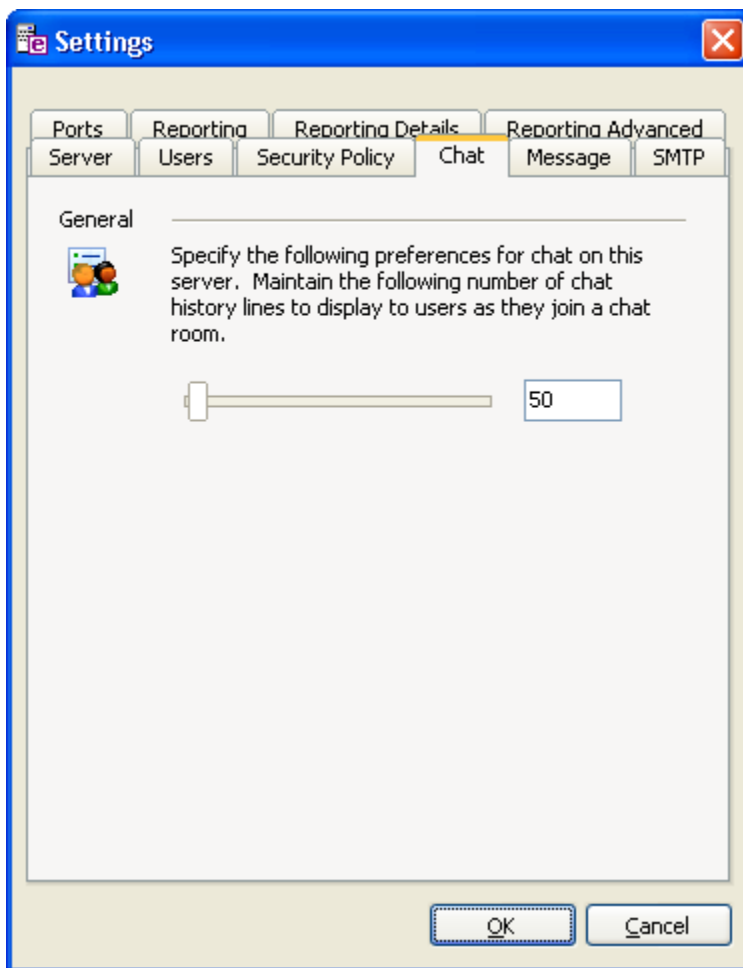 Settings
Ports Reporting Reporting Details Reporting Advanced
Server Users Security Policy Chat Message SMTP
General
Specify the following preferences for chat on this
server.  Maintain the following number of chat
history lines to display to users as they join a chat
room.
50
OK Cancel